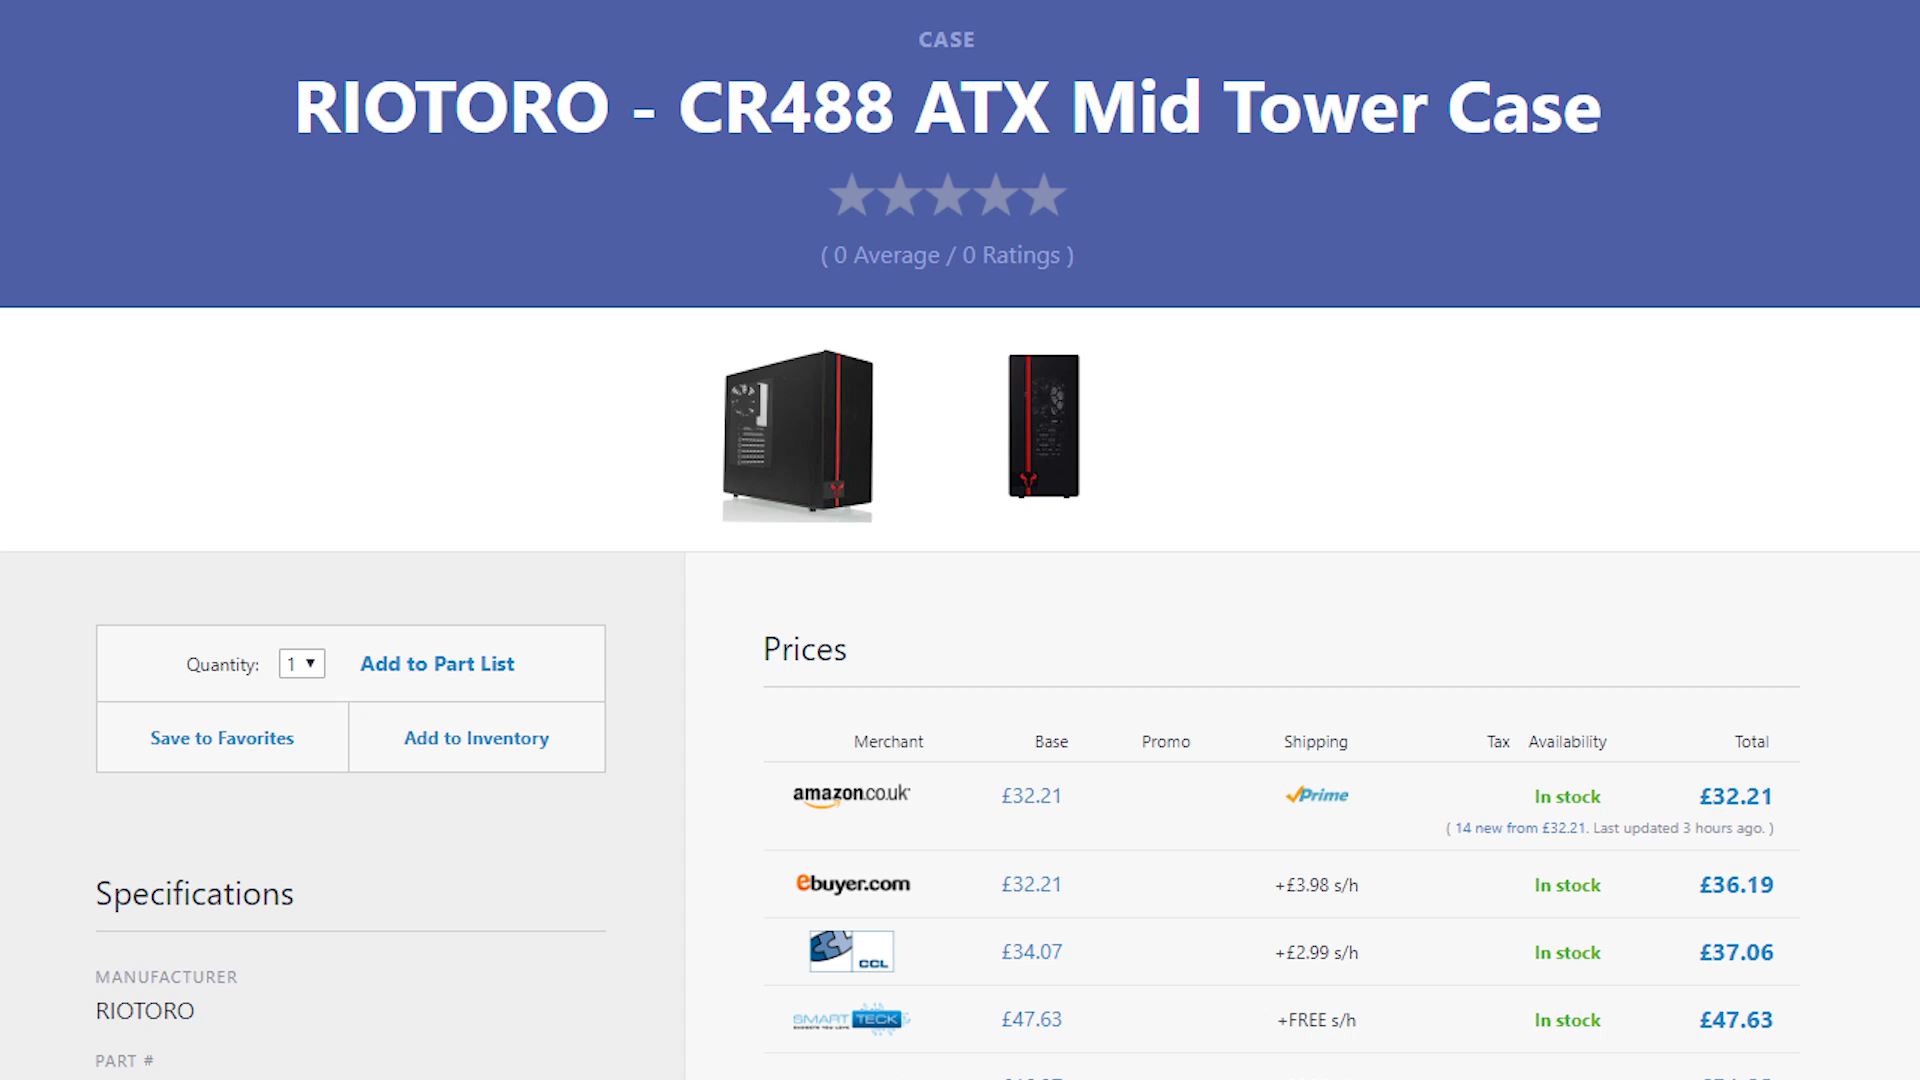 CASE
RIOTORO - CR488 ATX Mid Tower Case
( 0 Average / 0 Ratings )
Quantity: 1 Add to Part List
Save to Favorites Add to Inventory
Specifications
MANUFACTURER
RIOTORO
PART #
Prices
Merchant Base Promo Shipping Tax Availability Total
amazon.co.uk £32.21 Prime In stock £32.21
( 14 new from £32.21. Last updated 3 hours ago. )
ebuyer.com £32.21 +£3.98 s/h In stock £36.19
CCL £34.07 +£2.99 s/h In stock £37.06
SMART TECK £47.63 +FREE s/h In stock £47.63